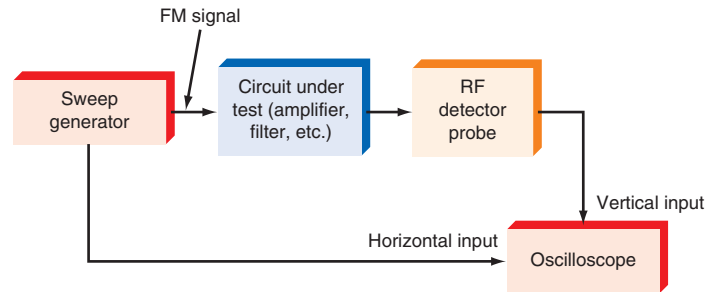 FM signal
Sweep
generator
Circuit under
test (amplifier,
filter, etc.)
RF
detector
probe
Vertical input
Horizontal input
Oscilloscope